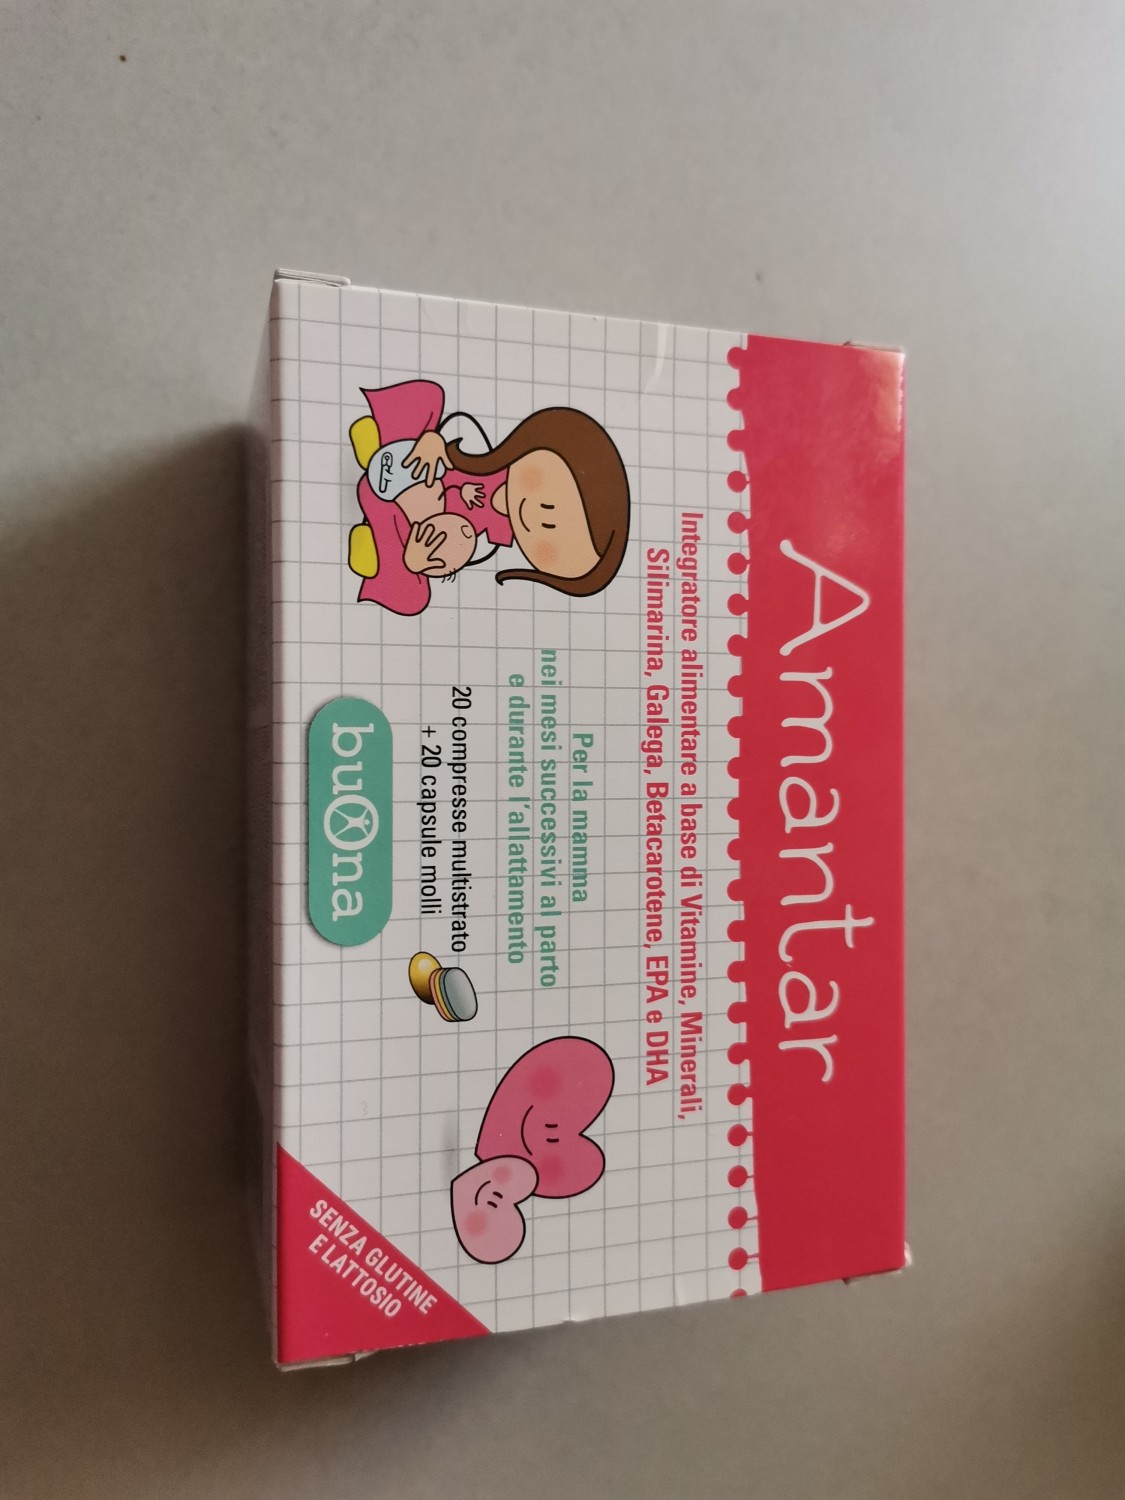 Amantar
Integratore alimentare a base di Vitamine, Minerali,
Silimarina, Galega, Betacarotene, EPA e DHA
Per la mamma
nei mesi successivi al parto
e durante l'allattamento
20 compresse multistrato
+ 20 capsule molli
buona
SENZA GLUTINE
E LATTOSIO